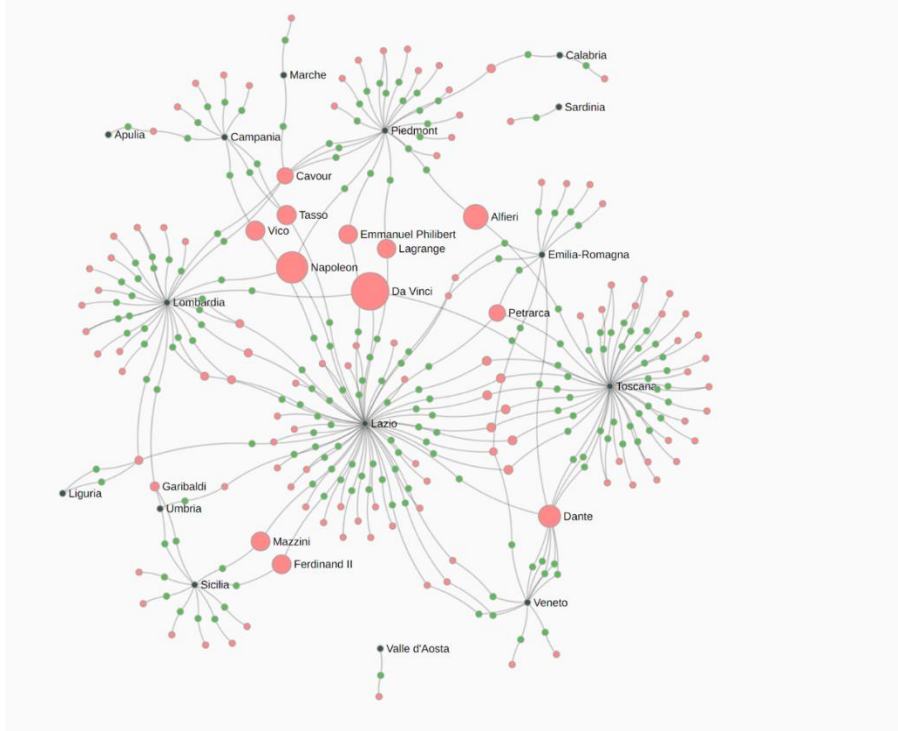 Calabria
Marche
Sardinia
Piedmont
Apulia
Campania
Cavour
Tasso
Alfieri
Vico
Emmanuel Philibert
Lagrange
Emilia-Romagna
Napoleon
Da Vinci
Lombardia
Petrarca
Toscana
Lazio
Garibaldi
Liguria
Umbria
Dante
Mazzini
Ferdinand II
Sicilia
Veneto
Valle d'Aosta